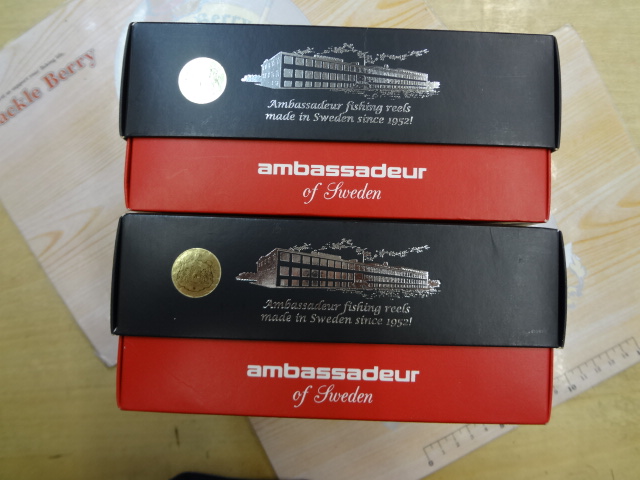 ackle Berry
Ambassadeur fishing reels
made in Sweden since 1952!
ambassadeur
of Sweden
Ambassadeur fishing reels
made in Sweden since 1952!
ambassadeur
of Sweden